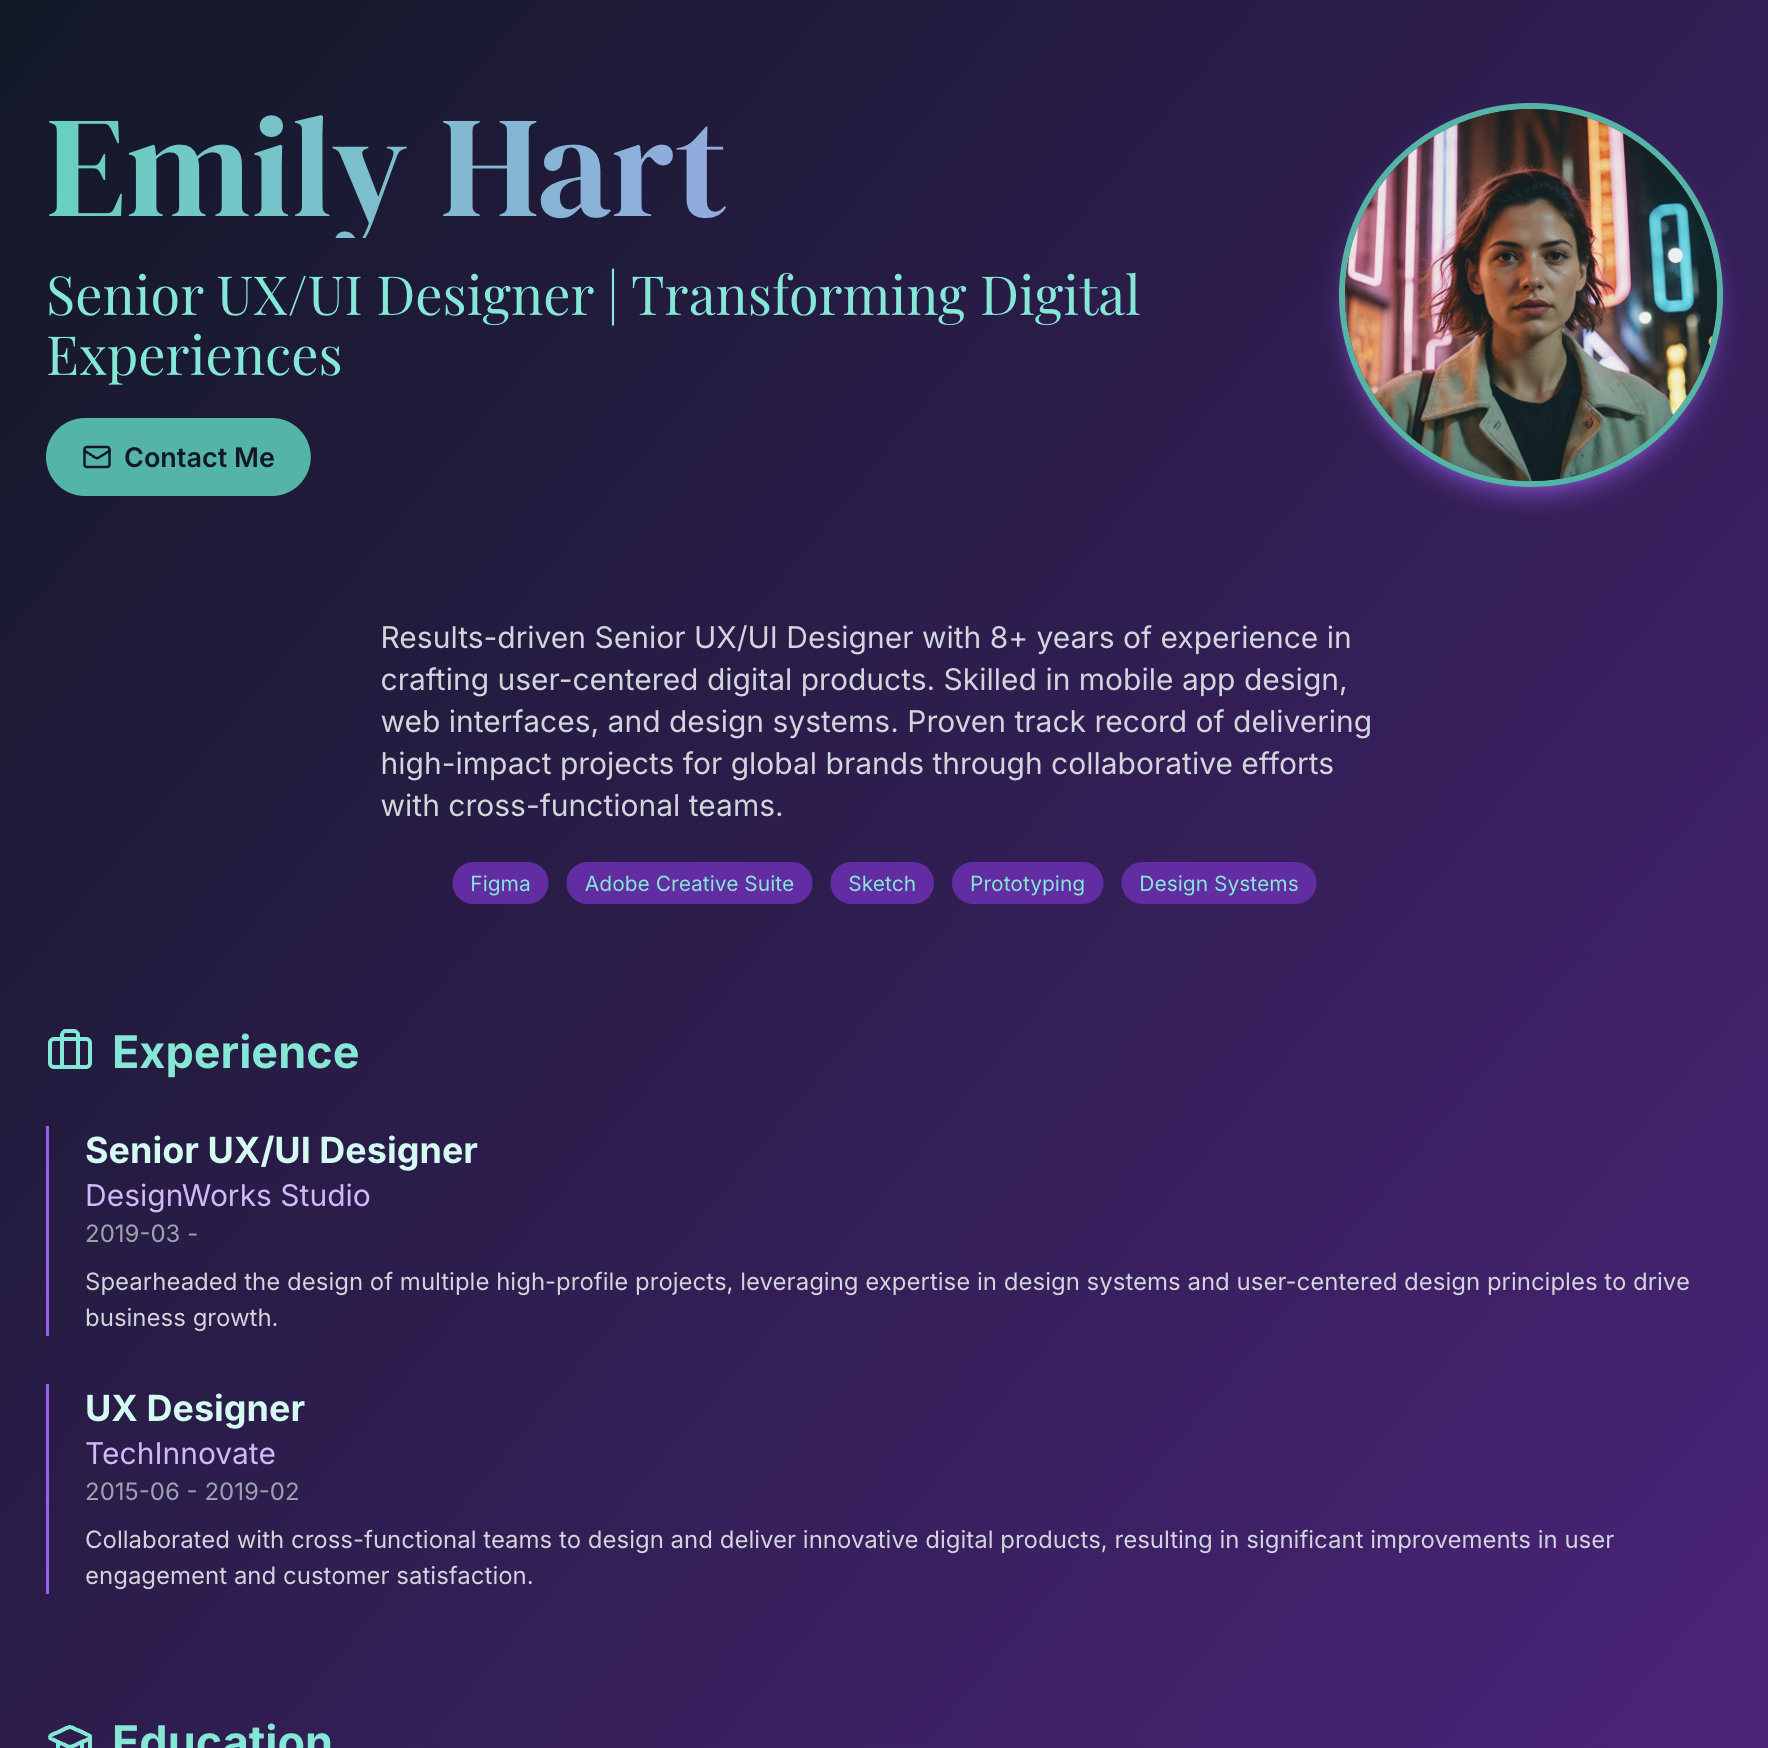 Emily Hart
Senior UX/UI Designer | Transforming Digital
Experiences
Contact Me
Results-driven Senior UX/UI Designer with 8+ years of experience in
crafting user-centered digital products. Skilled in mobile app design,
web interfaces, and design systems. Proven track record of delivering
high-impact projects for global brands through collaborative efforts
with cross-functional teams.
Figma
Adobe Creative Suite
Sketch
Prototyping
Design Systems
Experience
Senior UX/UI Designer
DesignWorks Studio
2019-03 -
Spearheaded the design of multiple high-profile projects, leveraging expertise in design systems and user-centered design principles to drive
business growth.
UX Designer
TechInnovate
2015-06 - 2019-02
Collaborated with cross-functional teams to design and deliver innovative digital products, resulting in significant improvements in user
engagement and customer satisfaction.
Education